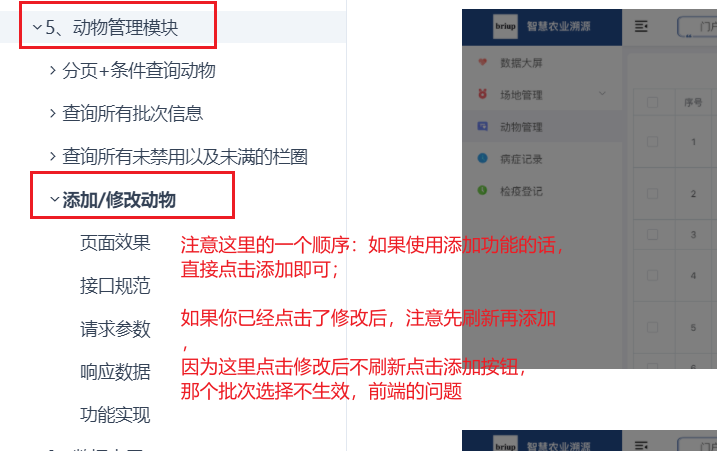 5、动物管理模块
分页+条件查询动物
查询所有批次信息
查询所有未禁用以及未满的栏圈
添加/修改动物
页面效果
接口规范
请求参数
响应数据
功能实现
注意这里的一个顺序：如果使用添加功能的话，
直接点击添加即可；
如果你已经点击了修改后，注意先刷新再添加
，
因为这里点击修改后不刷新点击添加按钮，
那个批次选择不生效，前端的问题
briup 智慧农业溯源
门户
数据大屏
场地管理
动物管理
病症记录
检疫登记
序号
1
2
3
4
5
briup 智慧农业溯源